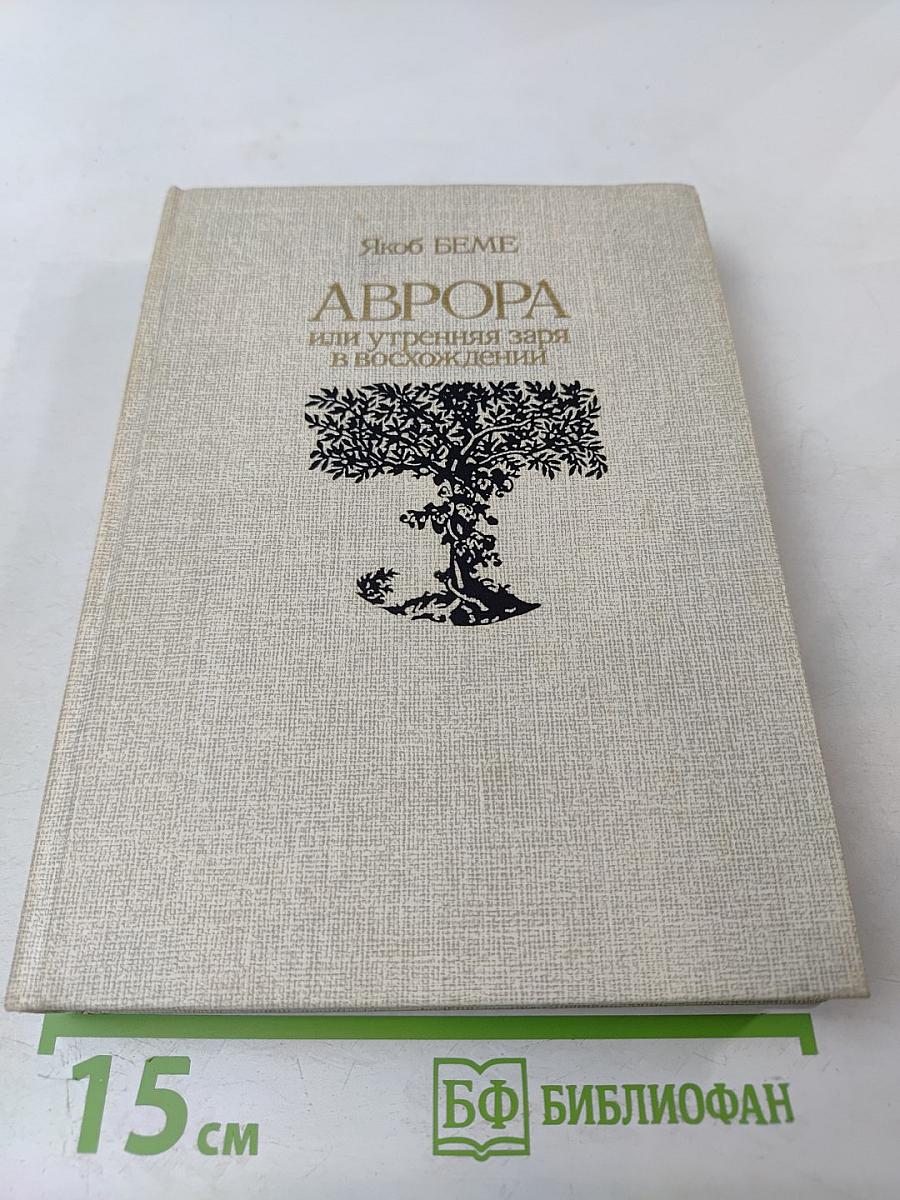 Якоб БЕМЕ
АВРОРА
или утренняя заря
в восхождении
15 см
БФ БИБЛИОФАН